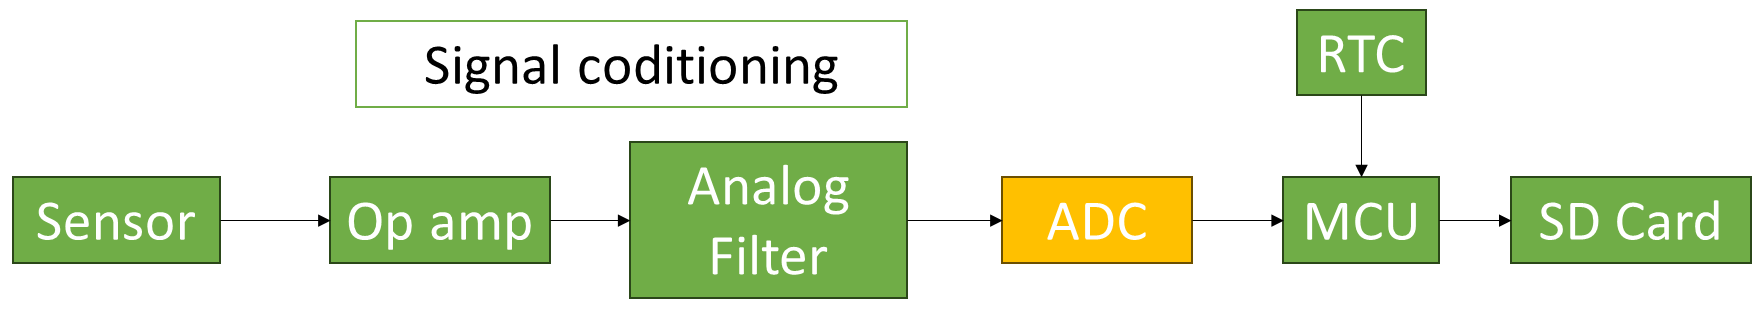 Signal coditioning
RTC
Sensor
Op amp
Analog
Filter
ADC
MCU
SD Card